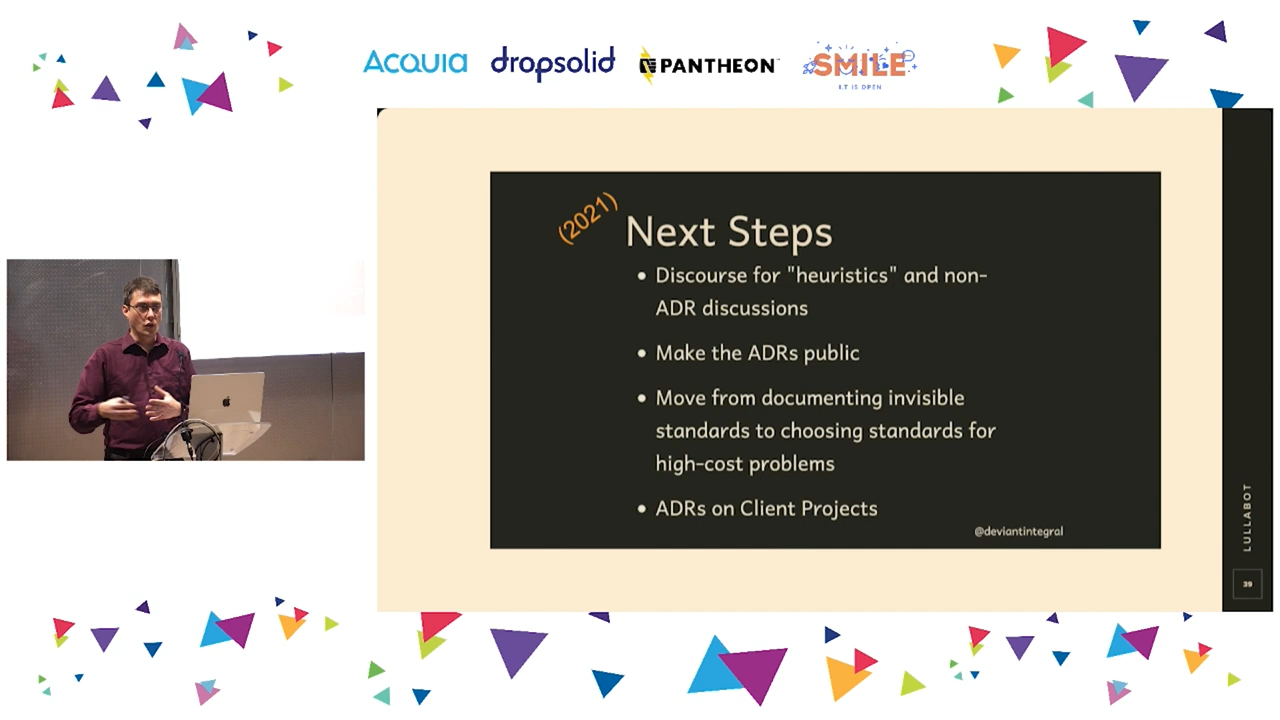 Acquia
dropsolid
PANTHEON
SMILE
I.T IS OPEN
(2021)
Next Steps
• Discourse for "heuristics" and non-
ADR discussions
• Make the ADRs public
• Move from documenting invisible
standards to choosing standards for
high-cost problems
• ADRs on Client Projects
@deviantintegral
LULLABOT
39